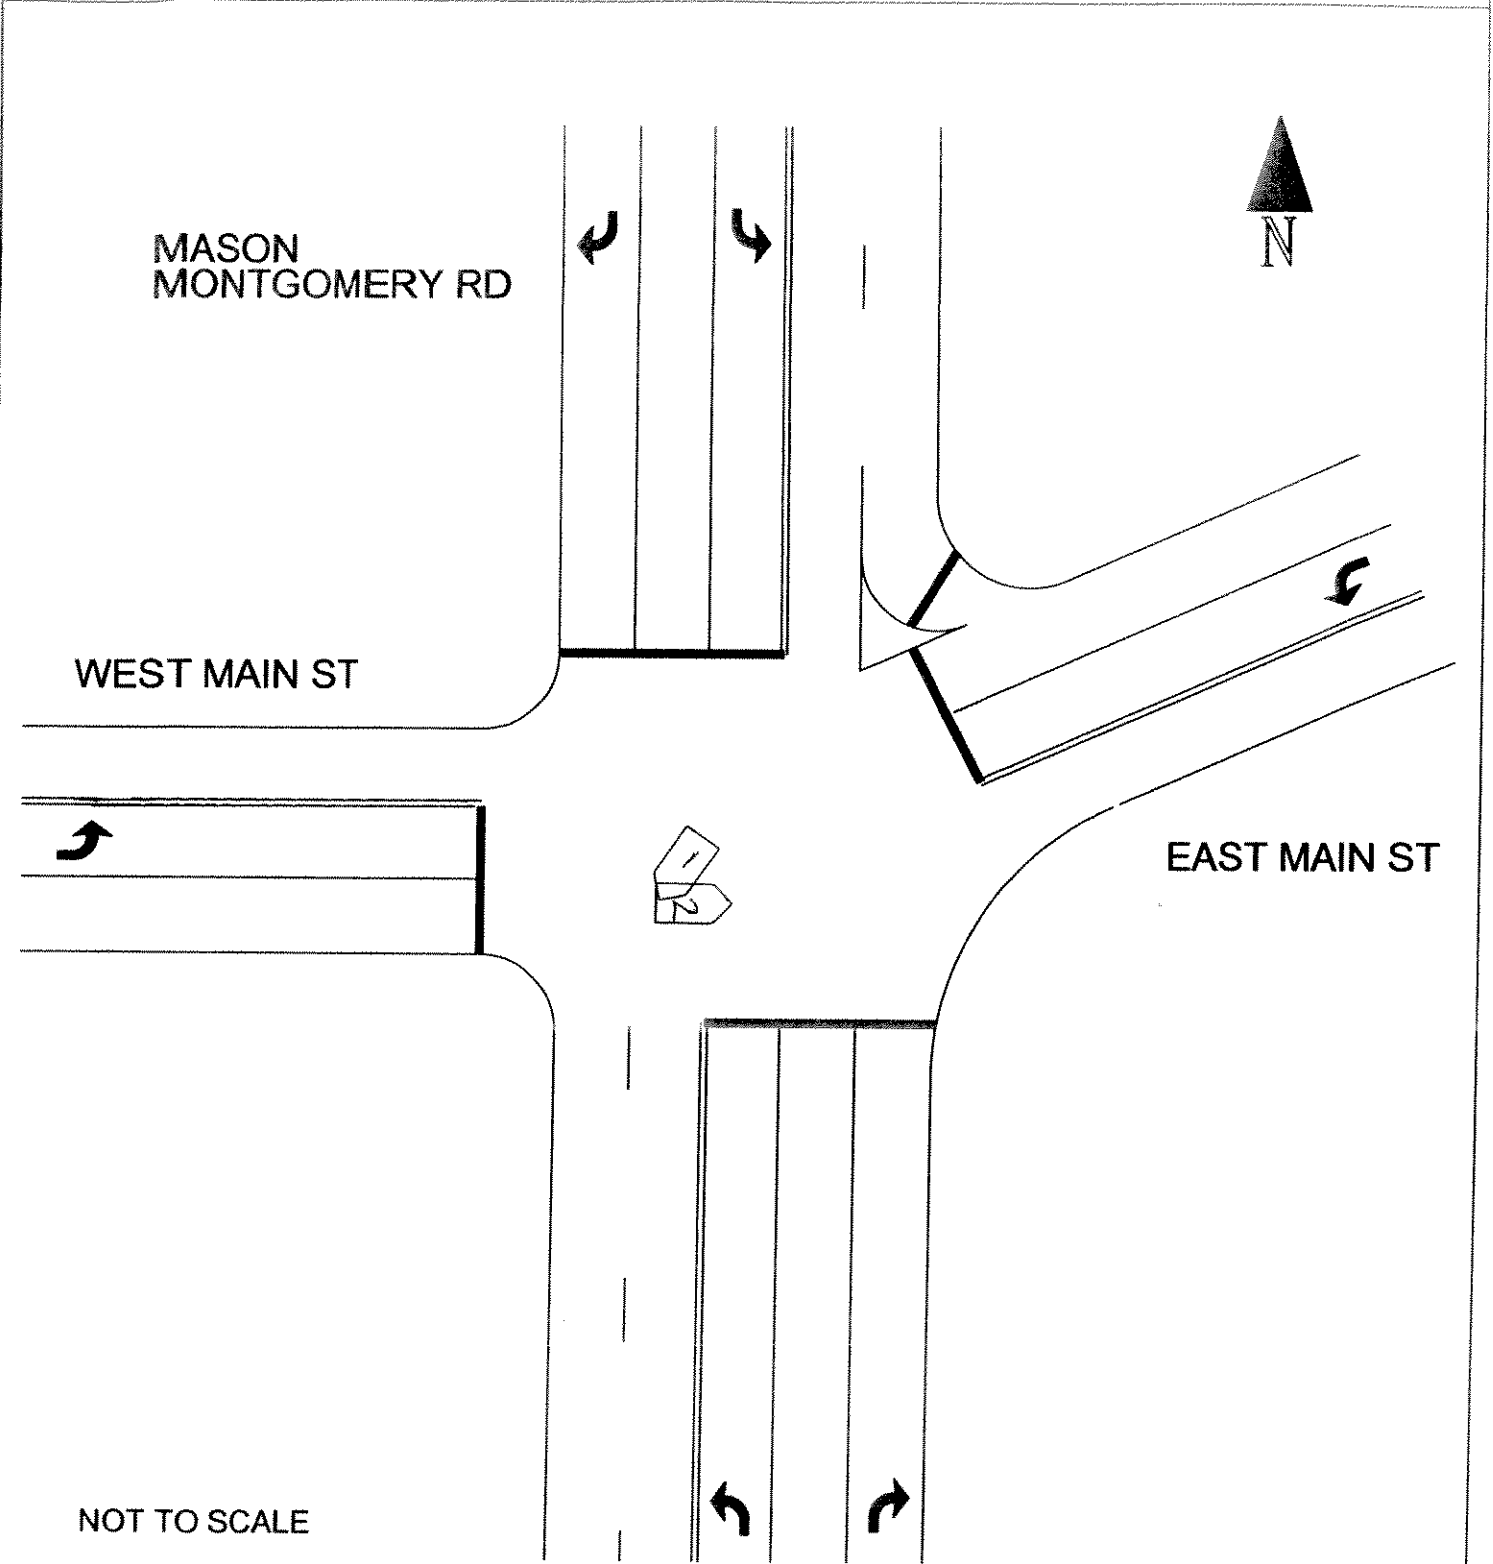 MASON
MONTGOMERY RD
N
WEST MAIN ST
1
2
EAST MAIN ST
NOT TO SCALE